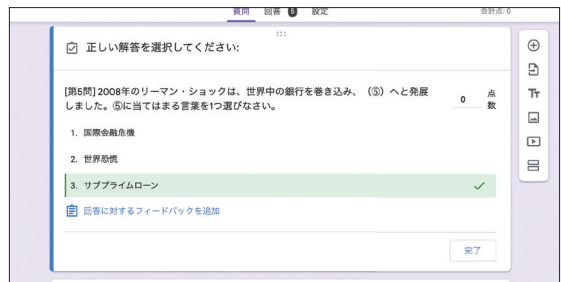 質問 回答 5 設定 合計点: 0
正しい解答を選択してください:
[第5問] 2008年のリーマン・ショックは、世界中の銀行を巻き込み、（⑤）へと発展
しました。⑤に当てはまる言葉を1つ選びなさい。
0 点数
1. 国際金融危機
2. 世界恐慌
3. サブプライムローン
回答に対するフィードバックを追加
完了
Tт